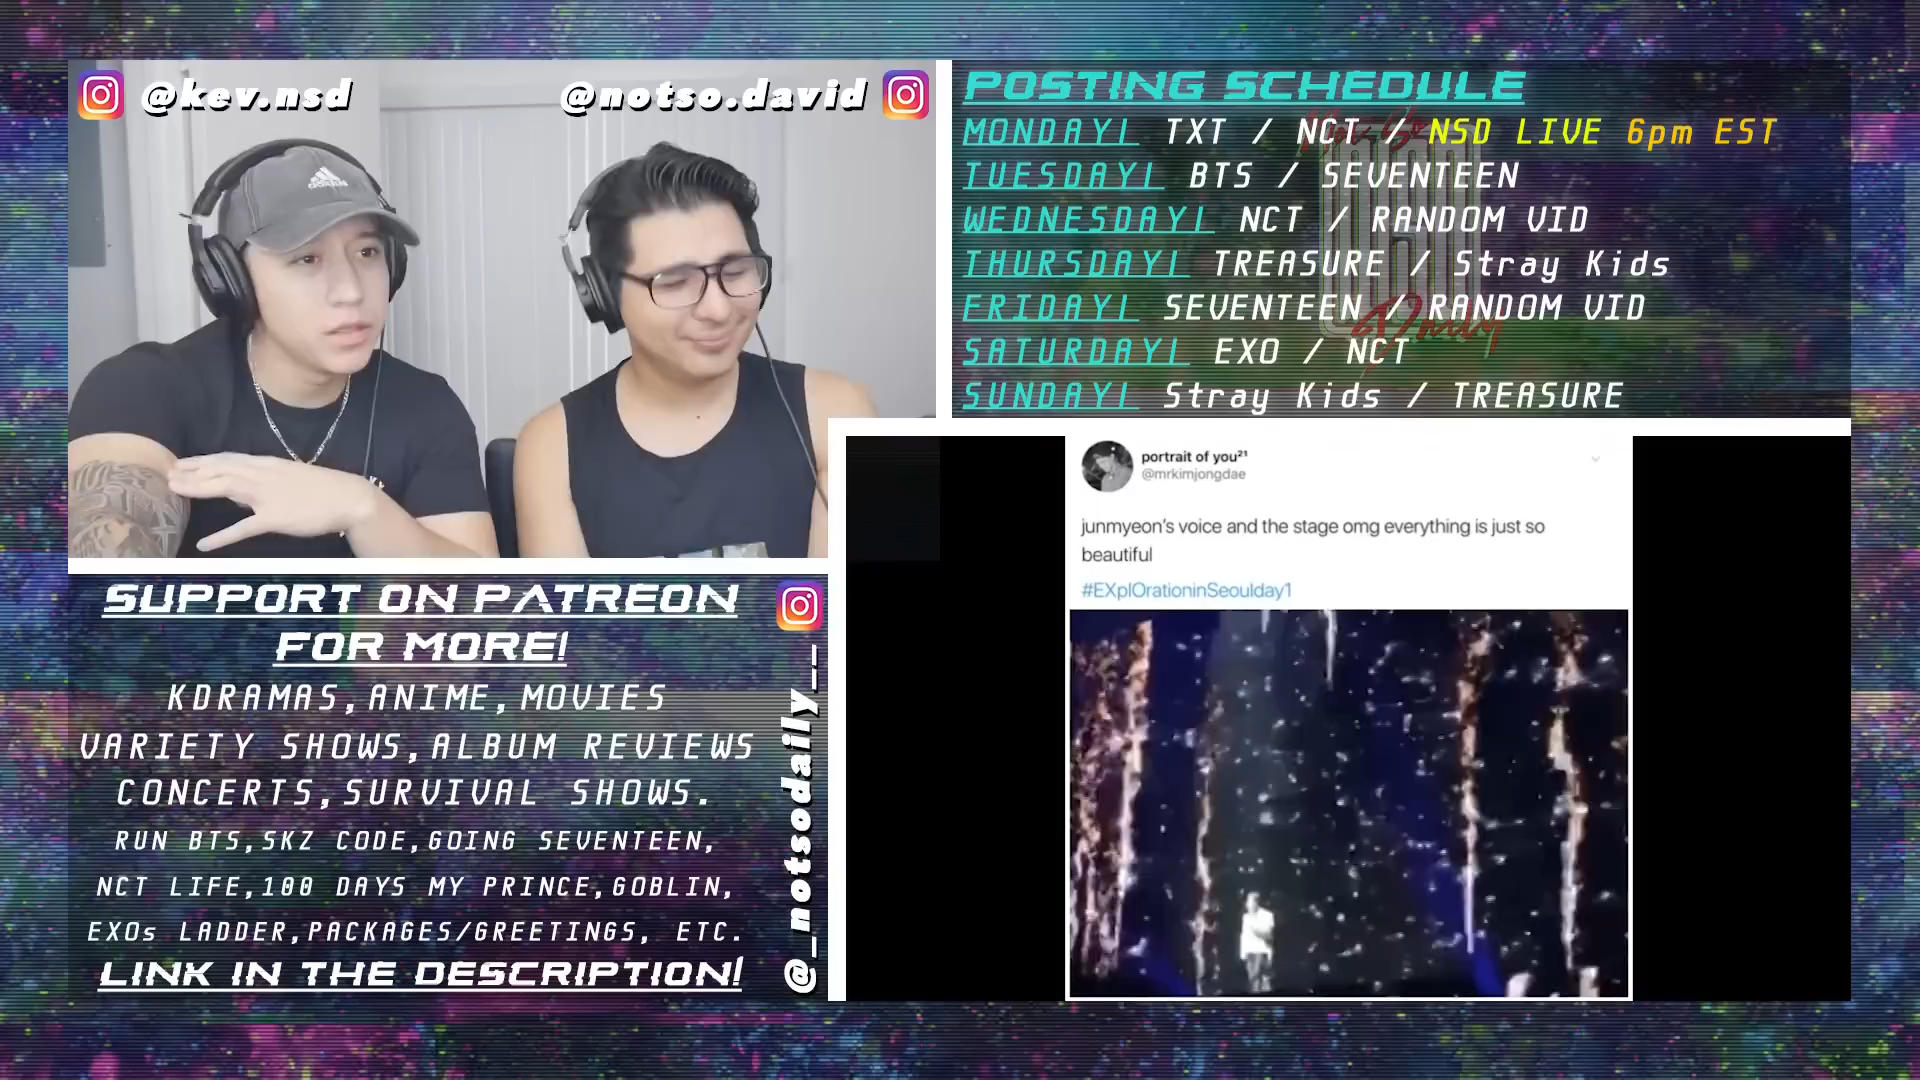 @kev.nsd
@notso.david
POSTING SCHEDULE
MONDAY| TXT / NCT / NSD LIVE 6pm EST
TUESDAY| BTS / SEVENTEEN
WEDNESDAY| NCT / RANDOM VID
THURSDAY| TREASURE / Stray Kids
FRIDAY| SEVENTEEN / RANDOM VID
SATURDAY| EXO / NCT
SUNDAY| Stray Kids / TREASURE
adidas
portrait of you²¹
@mrkimjongdae
junmyeon's voice and the stage omg everything is just so
beautiful
#EXplOrationinSeoulday1
SUPPORT ON PATREON
FOR MORE!
KDRAMAS,ANIME,MOVIES
VARIETY SHOWS,ALBUM REVIEWS
CONCERTS,SURVIVAL SHOWS.
RUN BTS,SKZ CODE,GOING SEVENTEEN,
NCT LIFE,100 DAYS MY PRINCE,GOBLIN,
EXOs LADDER,PACKAGES/GREETINGS, ETC.
LINK IN THE DESCRIPTION!
@_notsodaily__